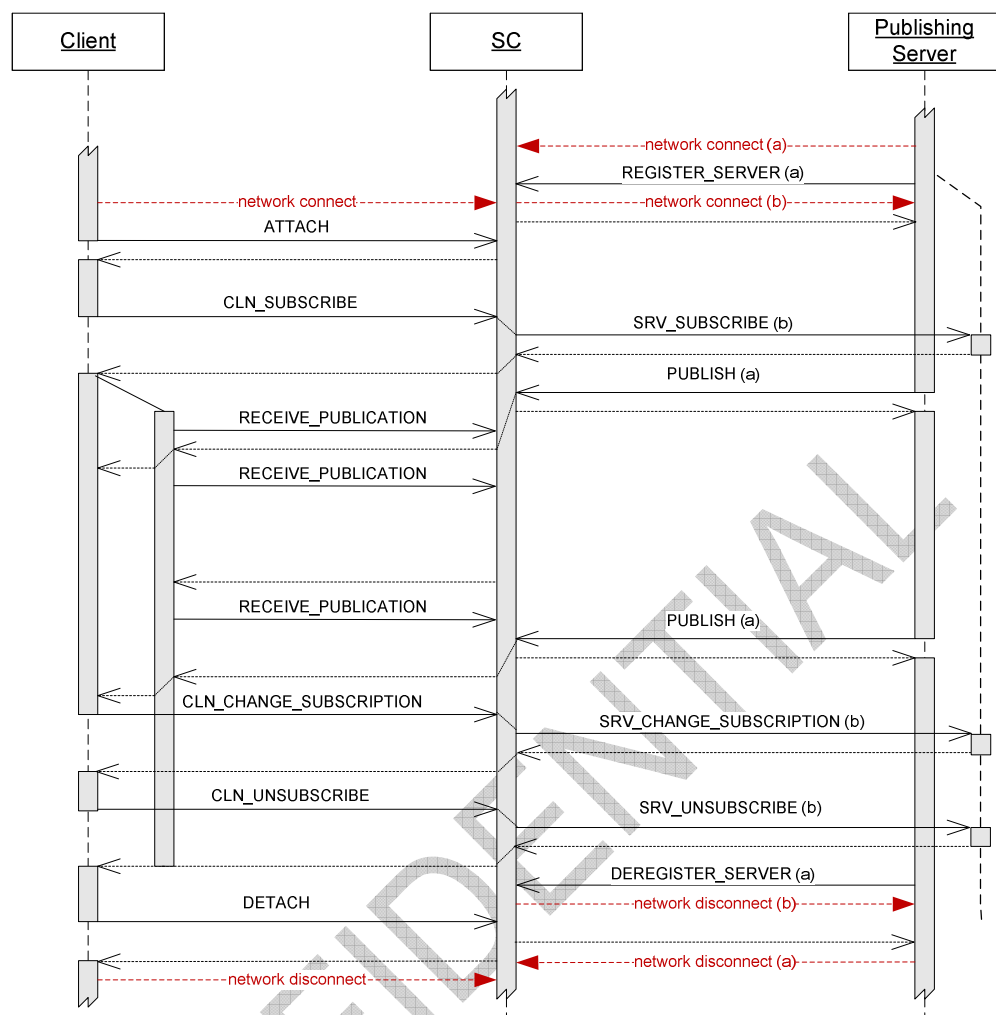 Client
SC
Publishing
Server
network connect (a)
REGISTER_SERVER (a)
network connect
network connect (b)
ATTACH
CLN_SUBSCRIBE
SRV_SUBSCRIBE (b)
PUBLISH (a)
RECEIVE_PUBLICATION
RECEIVE_PUBLICATION
RECEIVE_PUBLICATION
PUBLISH (a)
CLN_CHANGE_SUBSCRIPTION
SRV_CHANGE_SUBSCRIPTION (b)
CLN_UNSUBSCRIBE
SRV_UNSUBSCRIBE (b)
DEREGISTER_SERVER (a)
DETACH
network disconnect (b)
network disconnect (a)
network disconnect
FIDENTIAL